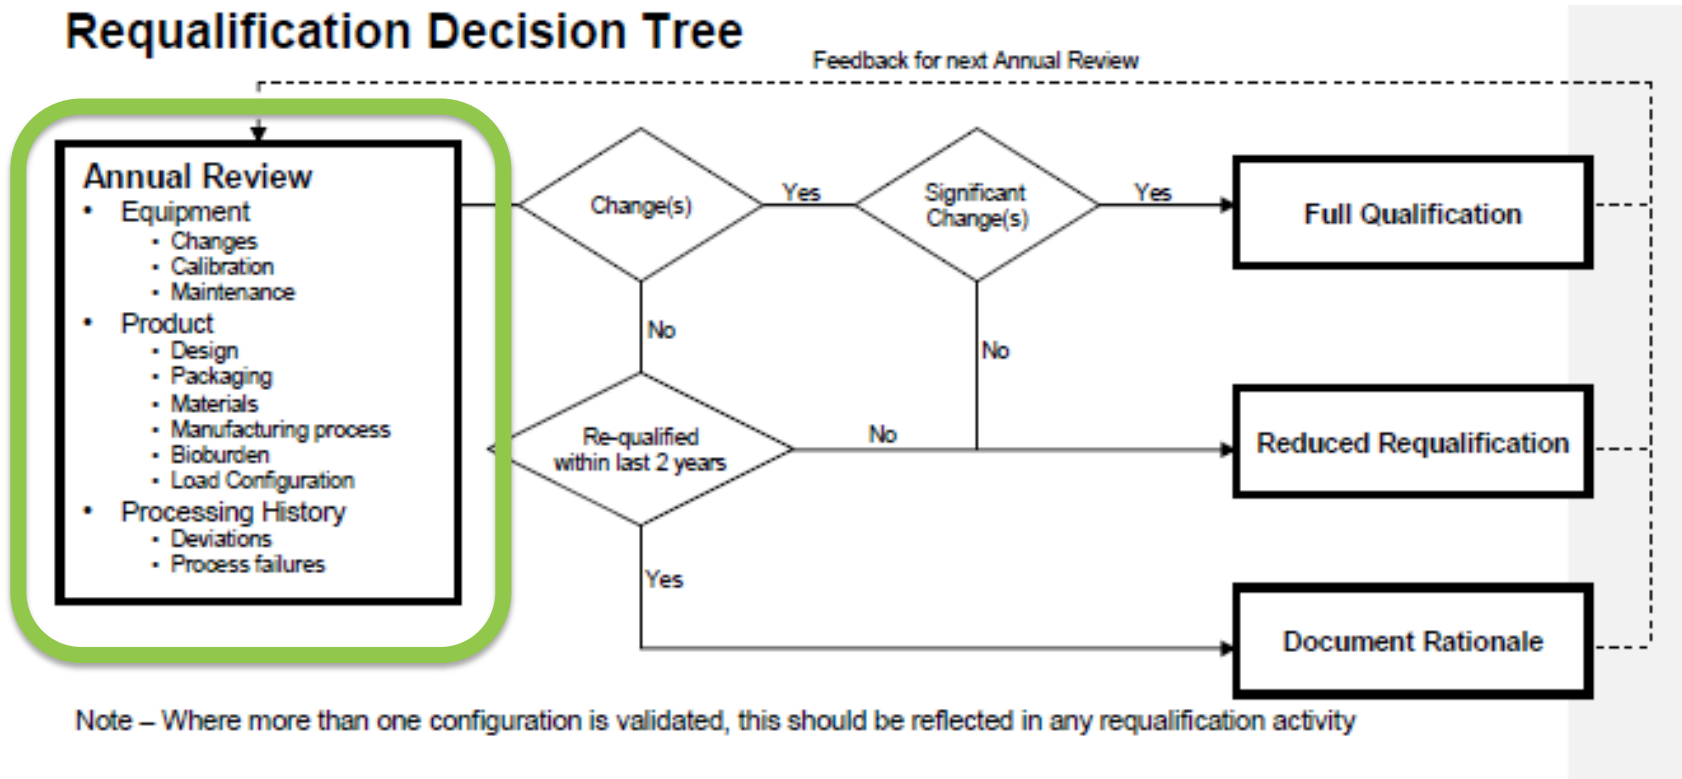 Requalification Decision Tree
Feedback for next Annual Review
Annual Review
• Equipment
• Changes
• Calibration
• Maintenance
• Product
• Design
• Packaging
• Materials
• Manufacturing process
• Bioburden
• Load Configuration
• Processing History
• Deviations
• Process failures
Change(s)
Yes
Significant
Change(s)
Yes
Full Qualification
No
No
Re-qualified
within last 2 years
No
Reduced Requalification
Yes
Document Rationale
Note – Where more than one configuration is validated, this should be reflected in any requalification activity